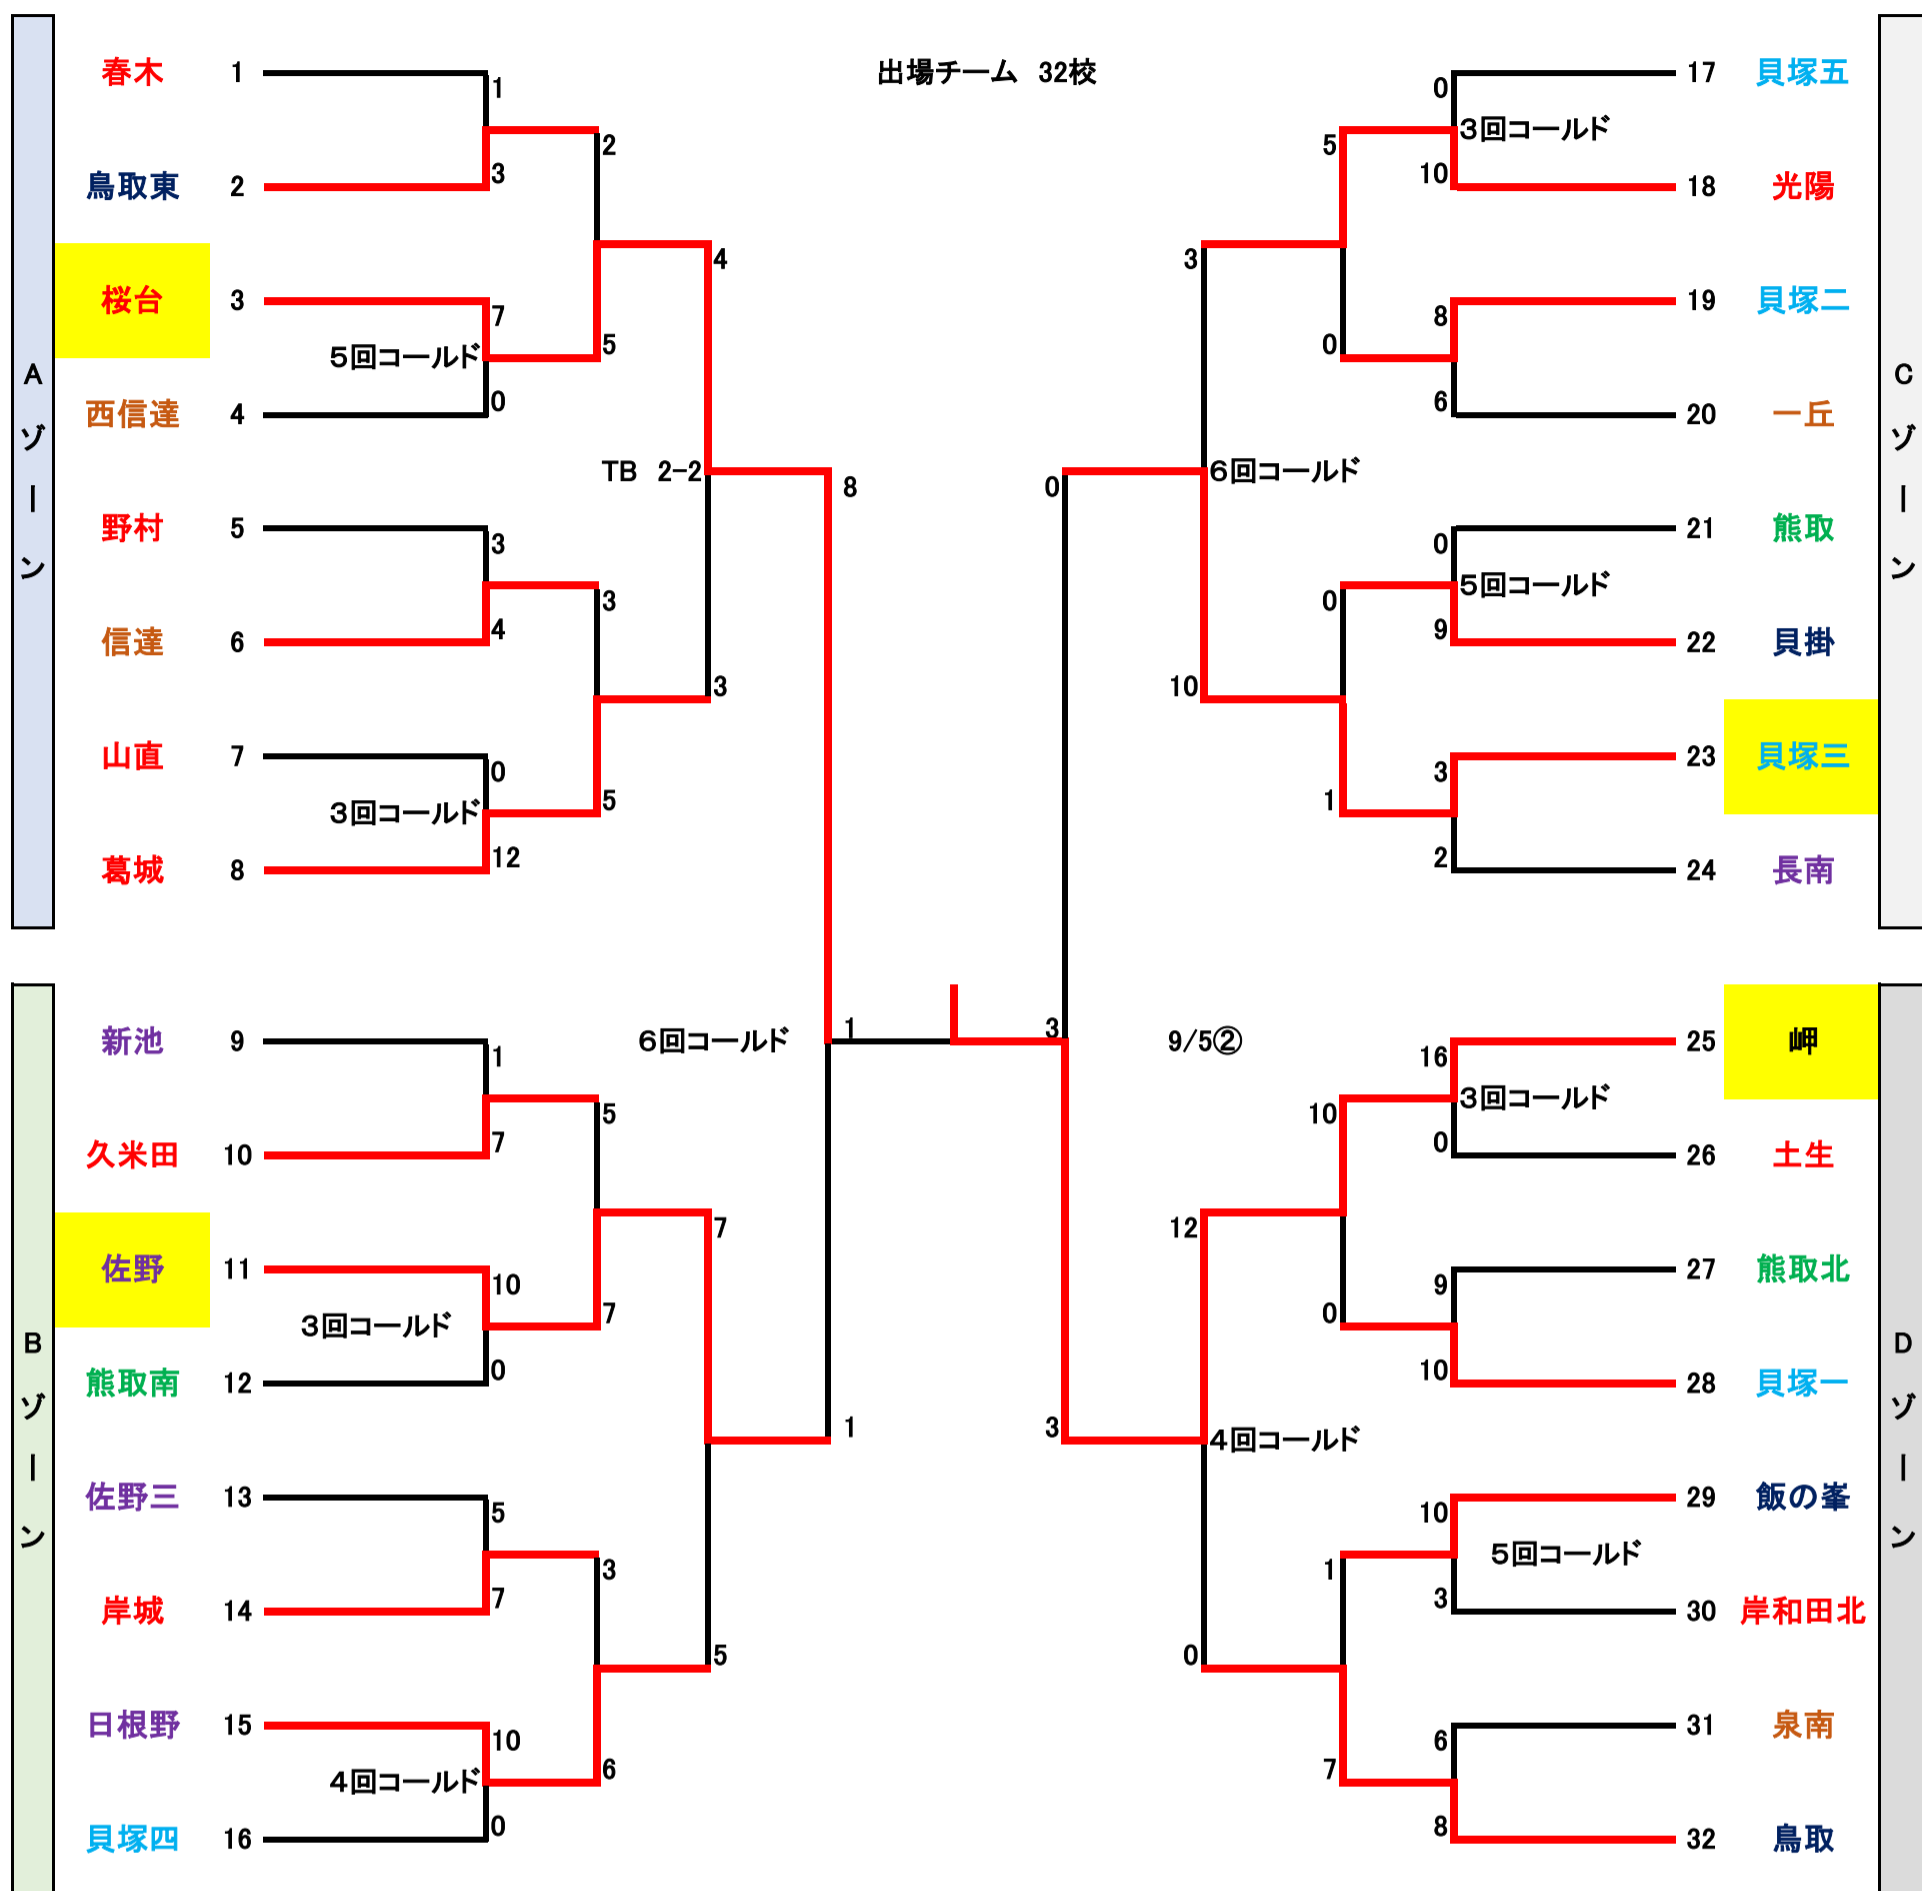 出場チーム 32校
Aゾーン
春木 1
1
2
鳥取東 2
3
桜台 3
7
4
5回コールド
5
西信達 4
0
TB 2-2
8
野村 5
3
3
信達 6
4
3
山直 7
0
3回コールド
5
葛城 8
12
Bゾーン
新池 9
1
5
久米田 10
7
佐野 11
10
7
3回コールド
7
熊取南 12
0
6回コールド
1
1
佐野三 13
5
3
岸城 14
7
5
日根野 15
10
4回コールド
6
貝塚四 16
0
Cゾーン
17 貝塚五
0
3回コールド
5
10
18 光陽
3
19 貝塚二
8
0
6
20 一丘
0
6回コールド
21 熊取
0
5回コールド
0
9
22 貝掛
10
23 貝塚三
3
1
2
24 長南
Dゾーン
3
9/5②
25 岬
16
3回コールド
10
0
26 土生
12
27 熊取北
9
0
10
28 貝塚一
3
4回コールド
29 飯の峯
10
5回コールド
1
3
30 岸和田北
0
31 泉南
6
7
8
32 鳥取